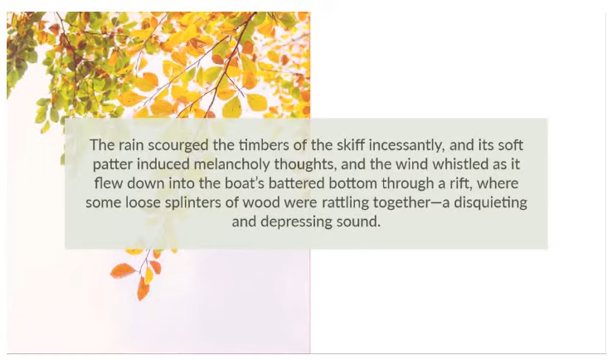 The rain scourged the timbers of the skiff incessantly, and its soft
patter induced melancholy thoughts, and the wind whistled as it
flew down into the boat's battered bottom through a rift, where
some loose splinters of wood were rattling together—a disquieting
and depressing sound.